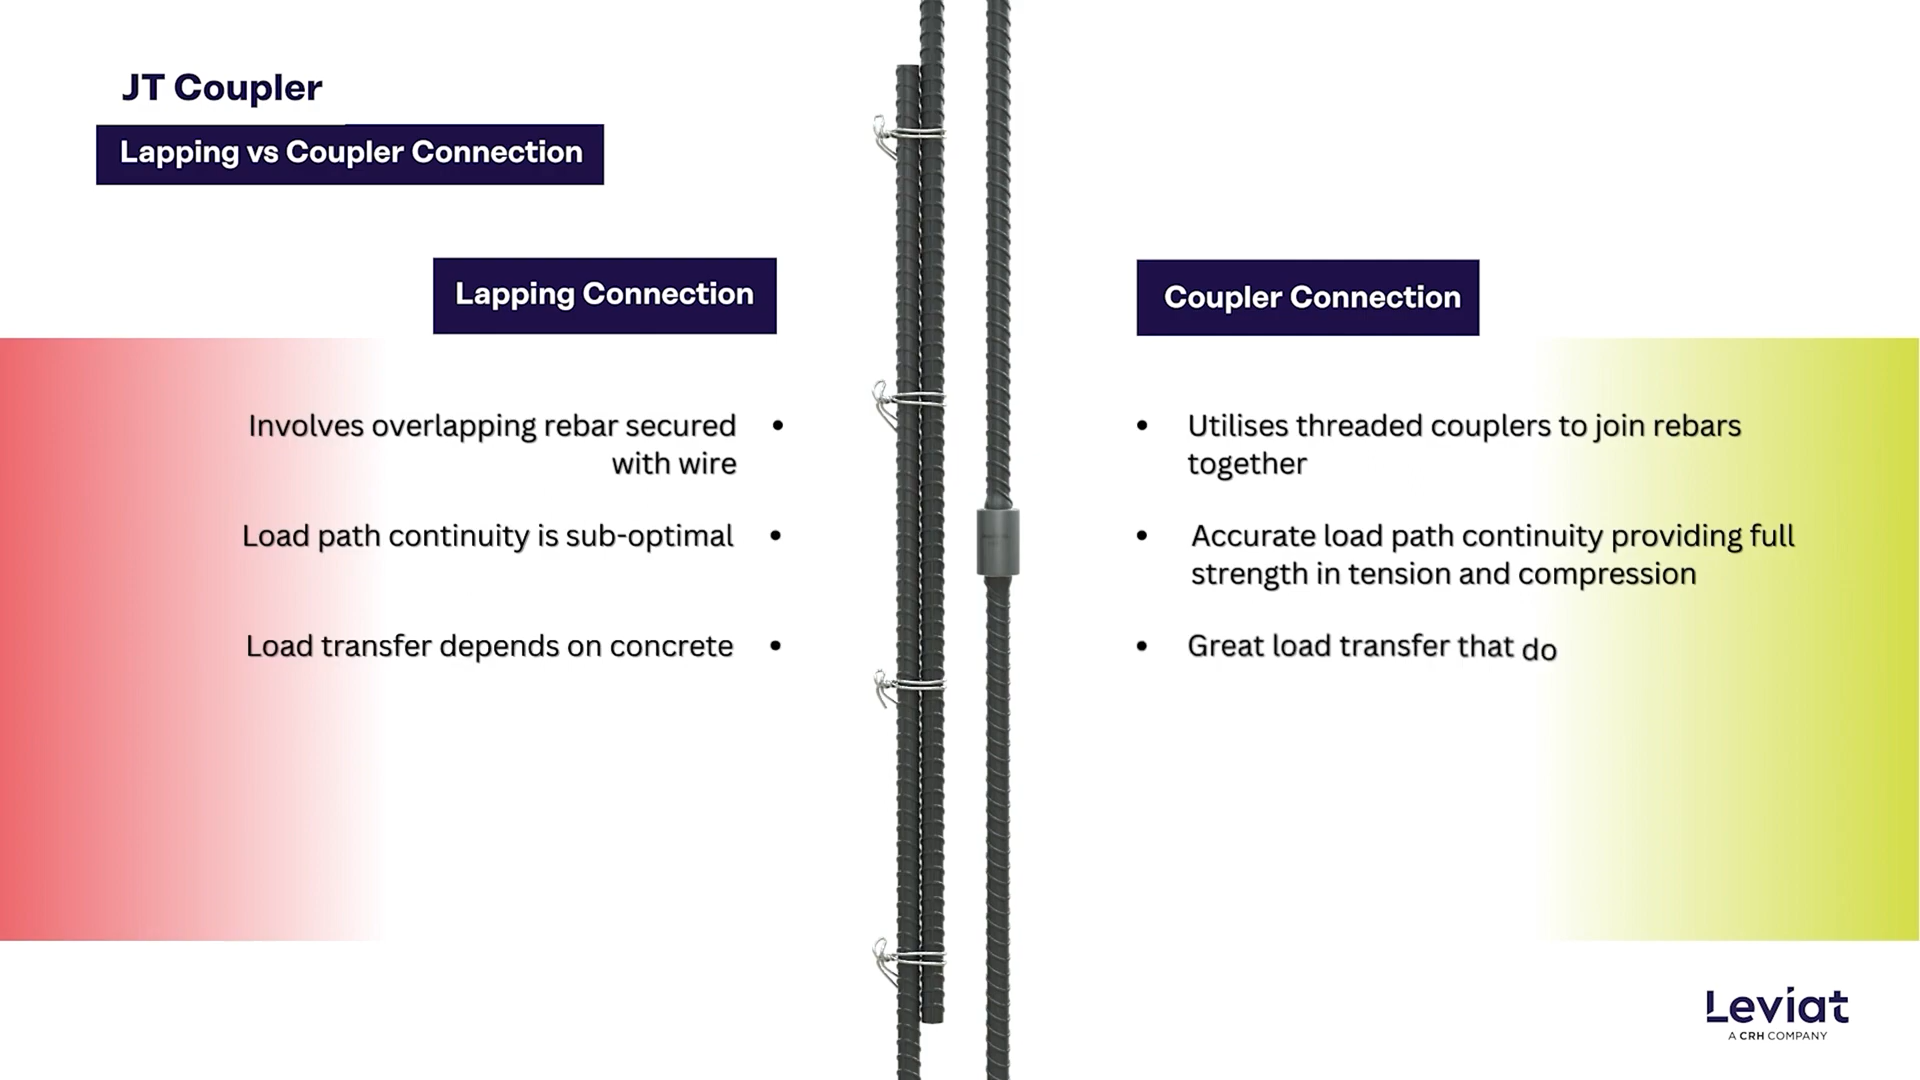 JT Coupler
Lapping vs Coupler Connection
Lapping Connection
Involves overlapping rebar secured
with wire
Load path continuity is sub-optimal
Load transfer depends on concrete
Coupler Connection
Utilises threaded couplers to join rebars
together
Accurate load path continuity providing full
strength in tension and compression
Great load transfer that do
Leviat
A CRH COMPANY